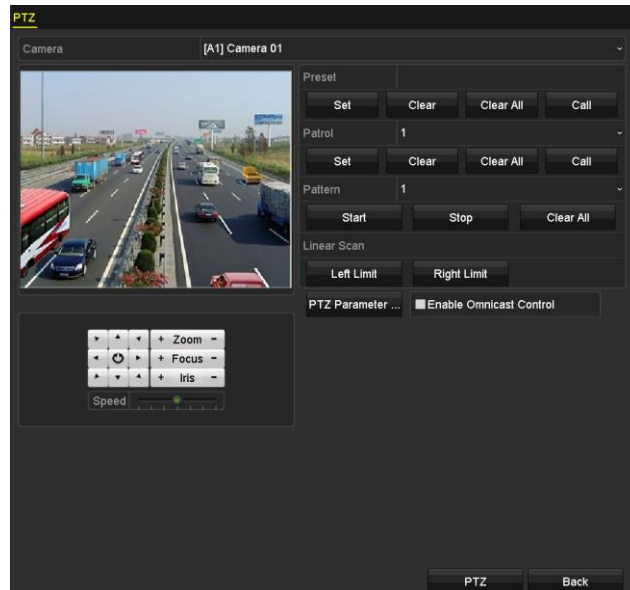 PTZ
Camera [A1] Camera 01
Preset
Set Clear Clear All Call
Patrol 1
Set Clear Clear All Call
Pattern 1
Start Stop Clear All
Linear Scan
Left Limit Right Limit
PTZ Parameter ... Enable Omnicast Control
+ Zoom -
+ Focus -
+ Iris -
Speed
PTZ Back